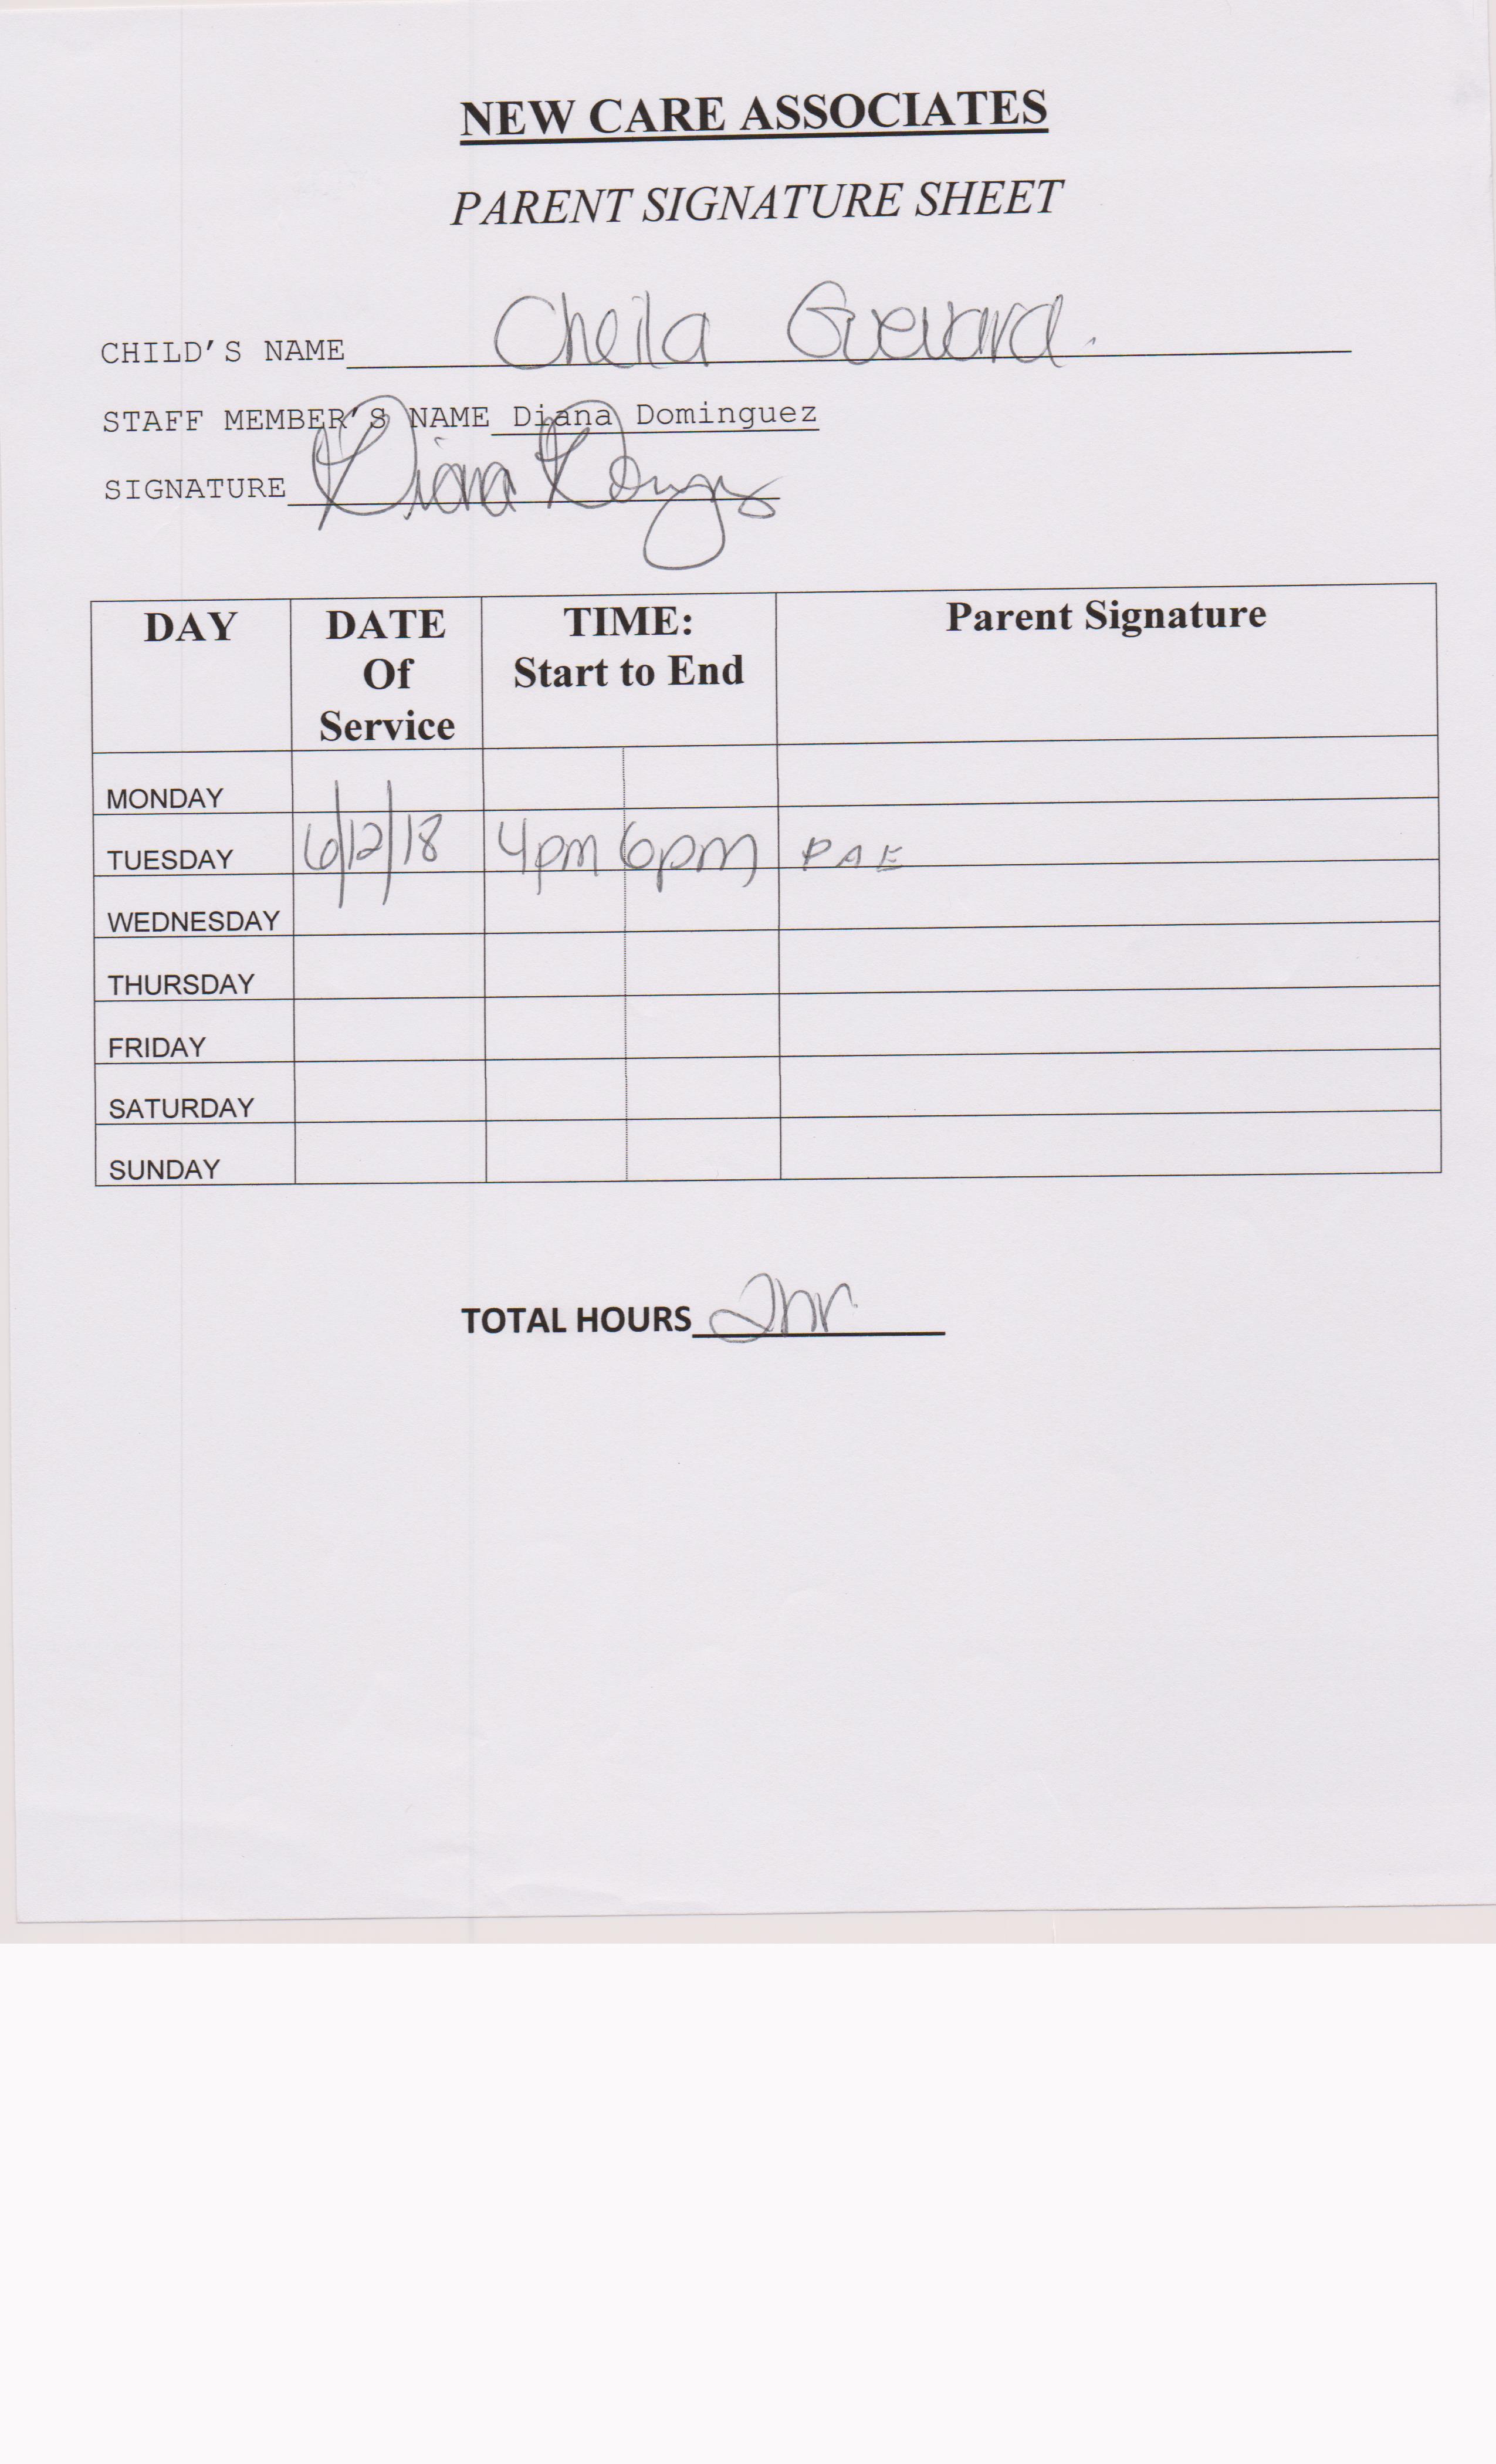 NEW CARE ASSOCIATES
PARENT SIGNATURE SHEET
CHILD'S NAME Cheila Guevara.
STAFF MEMBER'S NAME Diana Dominguez
SIGNATURE Diana
DAY DATE Of Service TIME: Start to End Parent Signature
MONDAY
TUESDAY 6/12/18 4pm 6pm PAE
WEDNESDAY
THURSDAY
FRIDAY
SATURDAY
SUNDAY
TOTAL HOURS 2hr